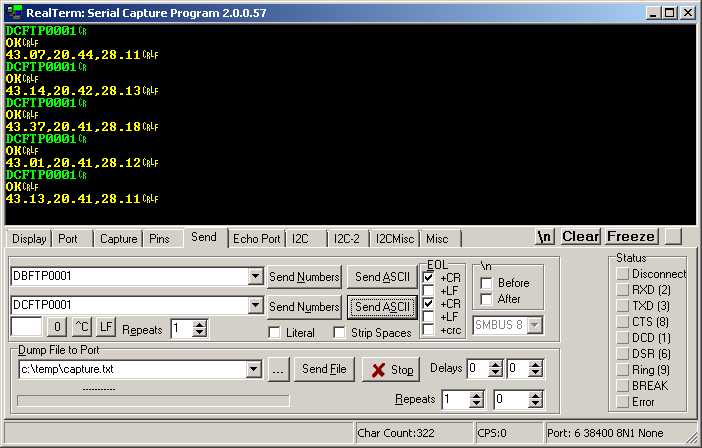 RealTerm: Serial Capture Program 2.0.0.57
DCFTP0001CR
OKCRLF
43.07,20.44,28.11CRLF
DCFTP0001CR
OKCRLF
43.14,20.42,28.13CRLF
DCFTP0001CR
OKCRLF
43.37,20.41,28.18CRLF
DCFTP0001CR
OKCRLF
43.01,20.41,28.12CRLF
DCFTP0001CR
OKCRLF
43.13,20.41,28.11CRLF
Display Port Capture Pins Send Echo Port I2C I2C-2 I2CMisc Misc \n Clear Freeze
EOL \n Status
DBFTP0001 Send Numbers Send ASCII +CR Before Disconnect
+LF After RXD (2)
DCFTP0001 Send Numbers Send ASCII +CR TXD (3)
0 ^C LF Repeats 1 +LF SMBUS 8 CTS (8)
Literal Strip Spaces +crc DCD (1)
Dump File to Port DSR (6)
c:\temp\capture.txt ... Send File Stop Delays 0 0 Ring (9)
----------- BREAK
Repeats 1 0 Error
Char Count:322 CPS:0 Port: 6 38400 8N1 None